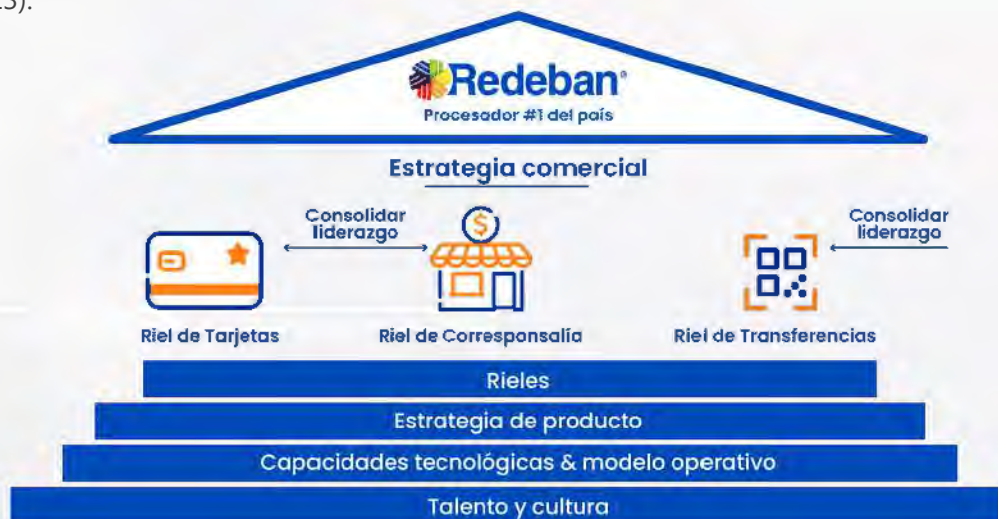 Redeban®
Procesador #1 del país
Estrategia comercial
Consolidar
liderazgo
Consolidar
liderazgo
$
Riel de Tarjetas
Riel de Corresponsalía
Riel de Transferencias
Rieles
Estrategia de producto
Capacidades tecnológicas & modelo operativo
Talento y cultura